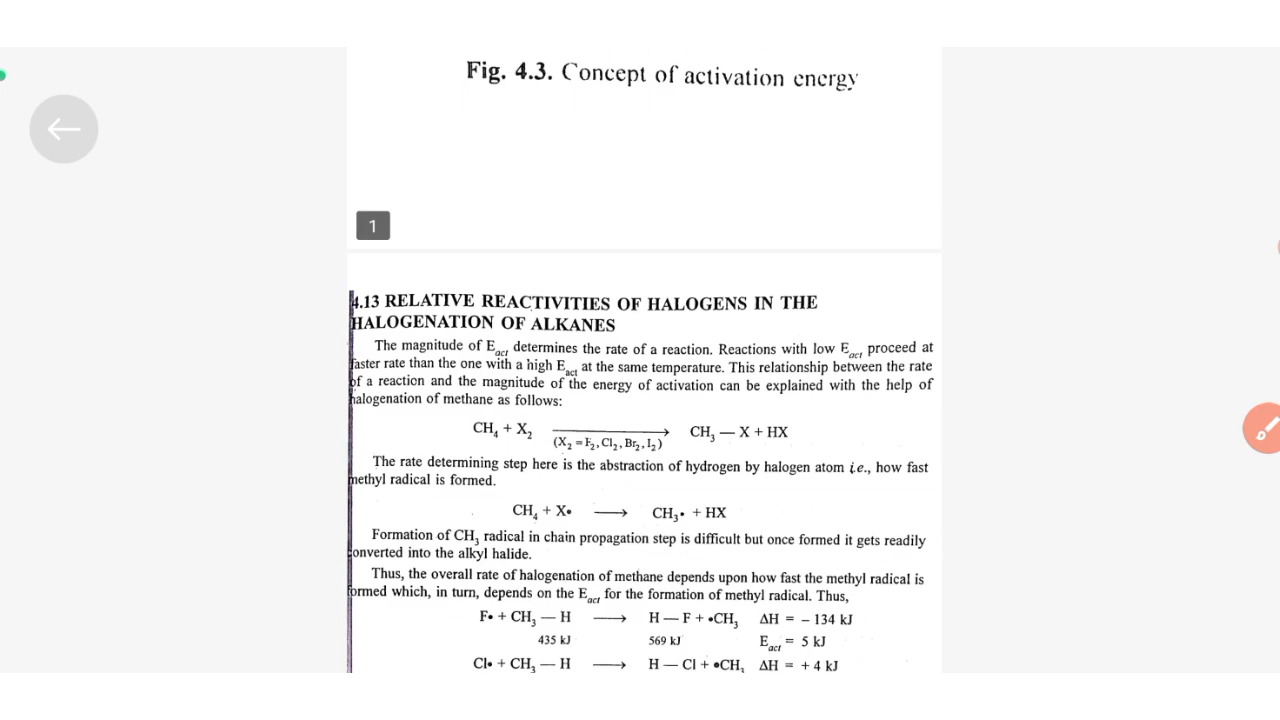 Fig. 4.3. Concept of activation energy
1
4.13 RELATIVE REACTIVITIES OF HALOGENS IN THE
HALOGENATION OF ALKANES
The magnitude of Eact determines the rate of a reaction. Reactions with low Eact proceed at
faster rate than the one with a high Eact at the same temperature. This relationship between the rate
of a reaction and the magnitude of the energy of activation can be explained with the help of
halogenation of methane as follows:
CH₄ + X₂ ⟶ CH₃ — X + HX
(X₂ = F₂, Cl₂, Br₂, I₂)
The rate determining step here is the abstraction of hydrogen by halogen atom i.e., how fast
methyl radical is formed.
CH₄ + X• ⟶ CH₃• + HX
Formation of CH₃ radical in chain propagation step is difficult but once formed it gets readily
converted into the alkyl halide.
Thus, the overall rate of halogenation of methane depends upon how fast the methyl radical is
formed which, in turn, depends on the Eact for the formation of methyl radical. Thus,
F• + CH₃ — H ⟶ H — F + •CH₃ ΔH = – 134 kJ
435 kJ 569 kJ Eact = 5 kJ
Cl• + CH₃ — H ⟶ H — Cl + •CH₃ ΔH = + 4 kJ